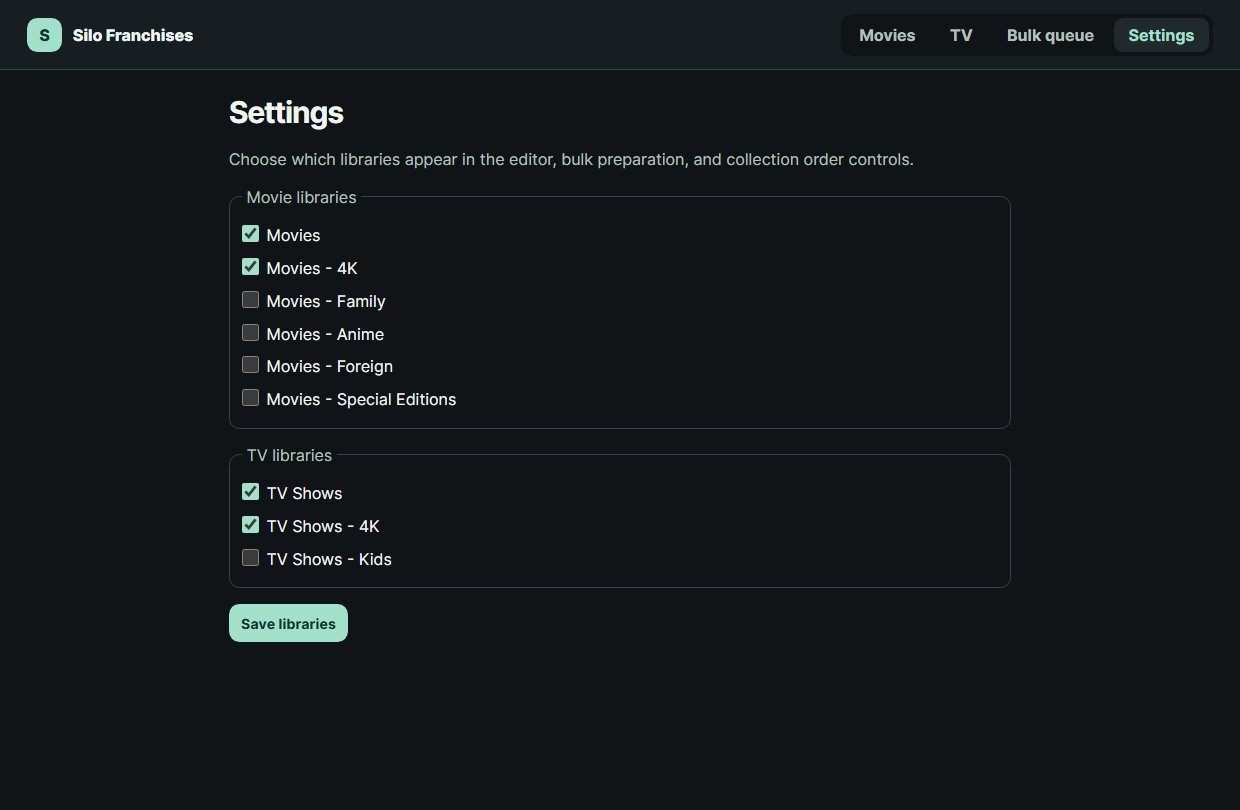 S Silo Franchises Movies TV Bulk queue Settings
Settings
Choose which libraries appear in the editor, bulk preparation, and collection order controls.
Movie libraries
Movies
Movies - 4K
Movies - Family
Movies - Anime
Movies - Foreign
Movies - Special Editions
TV libraries
TV Shows
TV Shows - 4K
TV Shows - Kids
Save libraries